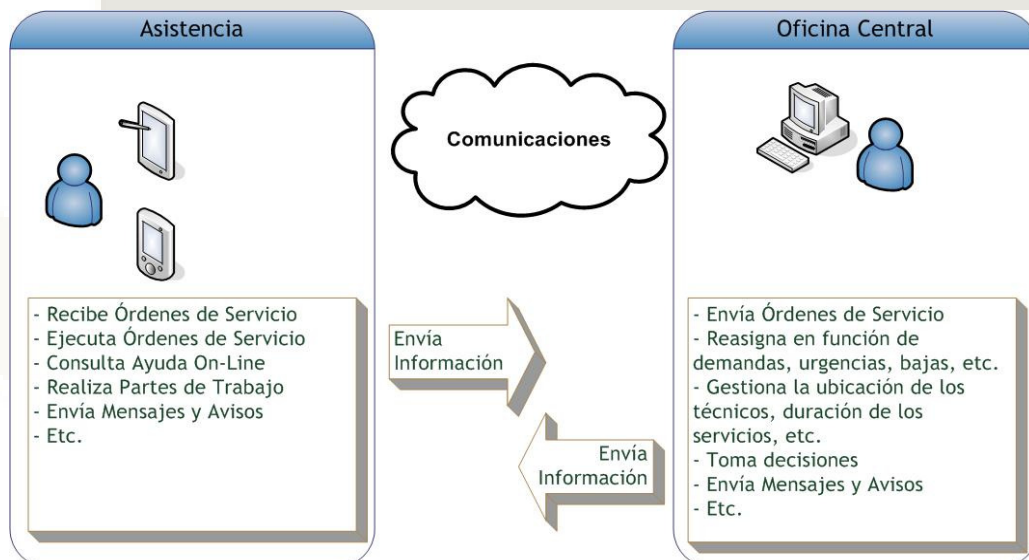 Asistencia
- Recibe Órdenes de Servicio
- Ejecuta Órdenes de Servicio
- Consulta Ayuda On-Line
- Realiza Partes de Trabajo
- Envía Mensajes y Avisos
- Etc.
Comunicaciones
Envía
Información
Envía
Información
Oficina Central
- Envía Órdenes de Servicio
- Reasigna en función de
demandas, urgencias, bajas, etc.
- Gestiona la ubicación de los
técnicos, duración de los
servicios, etc.
- Toma decisiones
- Envía Mensajes y Avisos
- Etc.